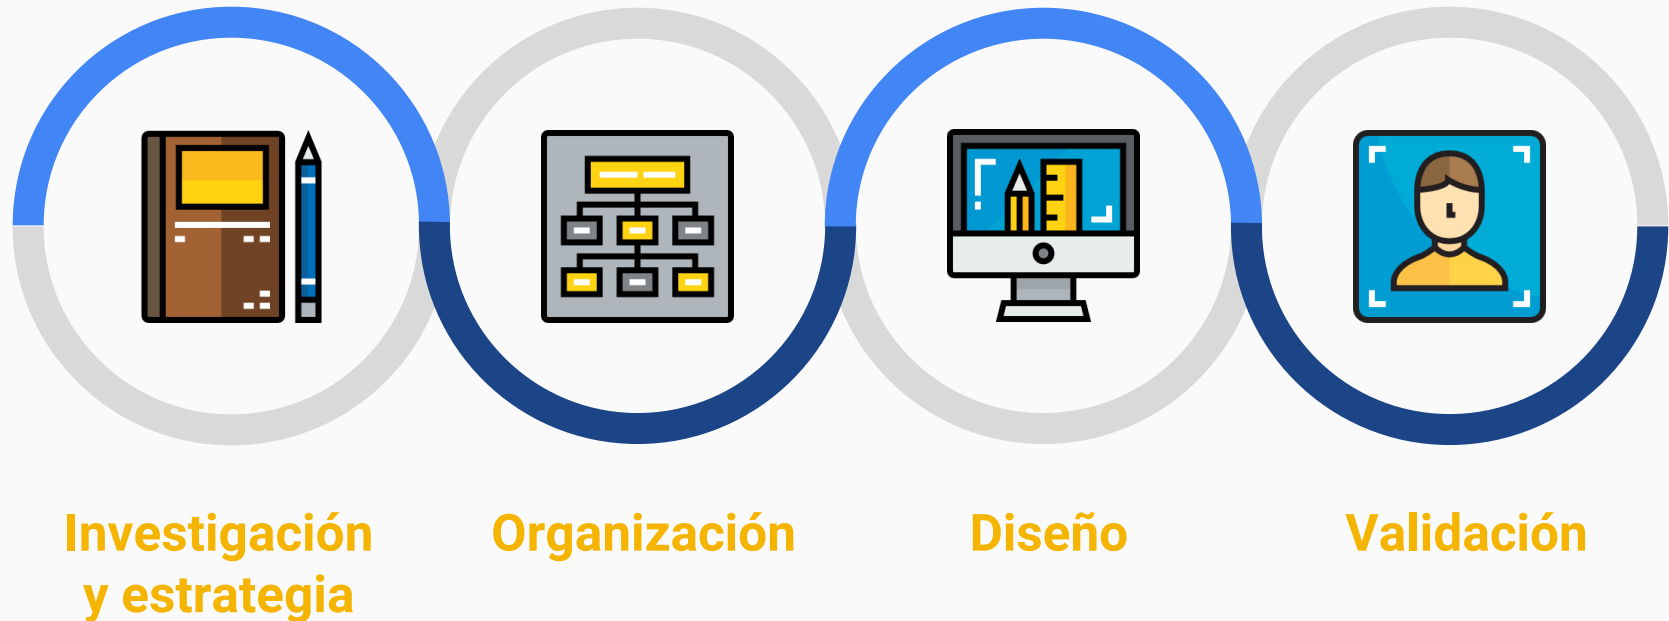 Investigación
y estrategia
Organización
Diseño
Validación